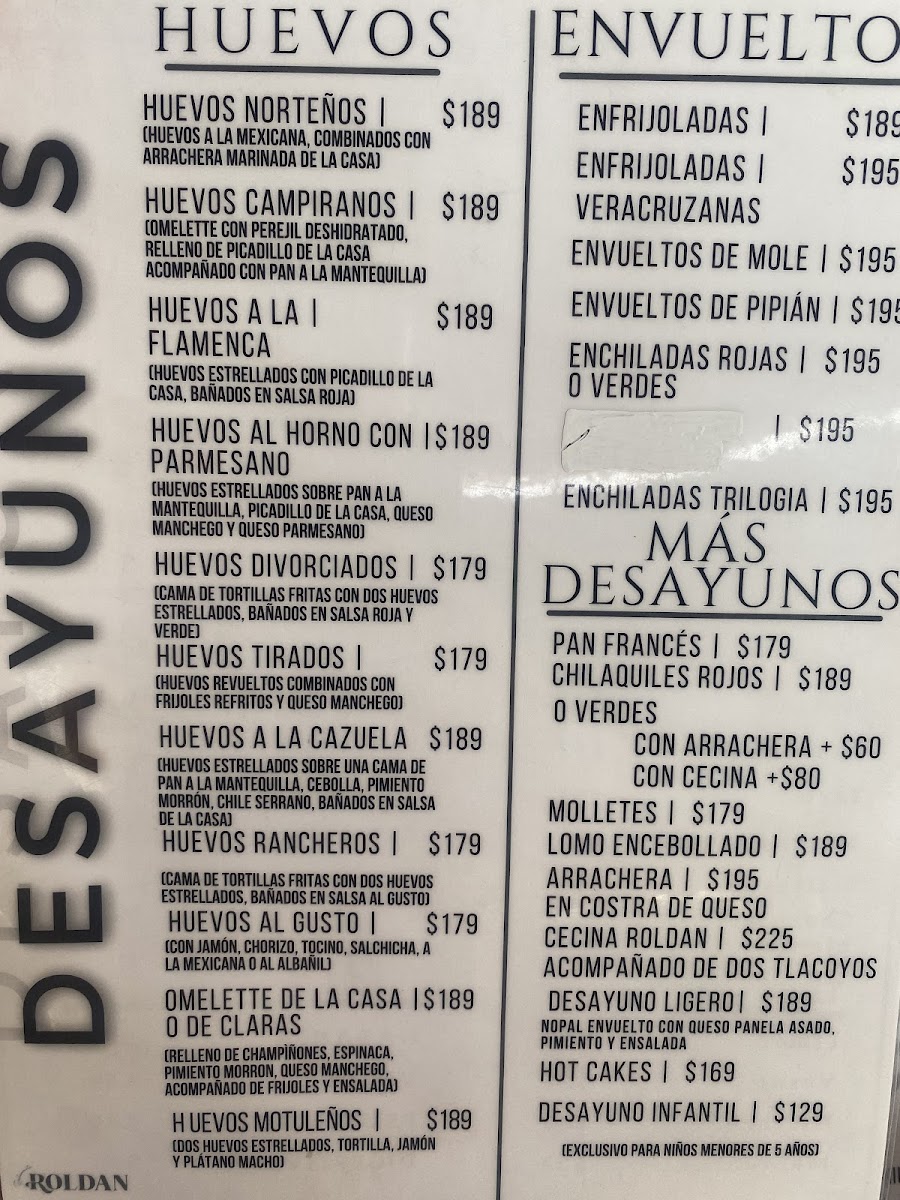 DESAYUNOS
HUEVOS
HUEVOS NORTEÑOS | $189
(HUEVOS A LA MEXICANA, COMBINADOS CON
ARRACHERA MARINADA DE LA CASA)
HUEVOS CAMPIRANOS | $189
(OMELETTE CON PEREJIL DESHIDRATADO,
RELLENO DE PICADILLO DE LA CASA
ACOMPAÑADO CON PAN A LA MANTEQUILLA)
HUEVOS A LA | $189
FLAMENCA
(HUEVOS ESTRELLADOS CON PICADILLO DE LA
CASA, BAÑADOS EN SALSA ROJA)
HUEVOS AL HORNO CON | $189
PARMESANO
(HUEVOS ESTRELLADOS SOBRE PAN A LA
MANTEQUILLA, PICADILLO DE LA CASA, QUESO
MANCHEGO Y QUESO PARMESANO)
HUEVOS DIVORCIADOS | $179
(CAMA DE TORTILLAS FRITAS CON DOS HUEVOS
ESTRELLADOS, BAÑADOS EN SALSA ROJA Y
VERDE)
HUEVOS TIRADOS | $179
(HUEVOS REVUELTOS COMBINADOS CON
FRIJOLES REFRITOS Y QUESO MANCHEGO)
HUEVOS A LA CAZUELA $189
(HUEVOS ESTRELLADOS SOBRE UNA CAMA DE
PAN A LA MANTEQUILLA, CEBOLLA, PIMIENTO
MORRÓN, CHILE SERRANO, BAÑADOS EN SALSA
DE LA CASA)
HUEVOS RANCHEROS | $179
(CAMA DE TORTILLAS FRITAS CON DOS HUEVOS
ESTRELLADOS, BAÑADOS EN SALSA AL GUSTO)
HUEVOS AL GUSTO | $179
(CON JAMÓN, CHORIZO, TOCINO, SALCHICHA, A
LA MEXICANA O AL ALBAÑIL)
OMELETTE DE LA CASA | $189
O DE CLARAS
(RELLENO DE CHAMPÌÑONES, ESPINACA,
PIMIENTO MORRON, QUESO MANCHEGO,
ACOMPAÑADO DE FRIJOLES Y ENSALADA)
HUEVOS MOTULEÑOS | $189
(DOS HUEVOS ESTRELLADOS, TORTILLA, JAMÓN
Y PLÁTANO MACHO)
ROLDAN
ENVUELTO
ENFRIJOLADAS | $189
ENFRIJOLADAS | $195
VERACRUZANAS
ENVUELTOS DE MOLE | $195
ENVUELTOS DE PIPIÁN | $195
ENCHILADAS ROJAS | $195
O VERDES
| $195
ENCHILADAS TRILOGIA | $195
MÁS
DESAYUNOS
PAN FRANCÉS | $179
CHILAQUILES ROJOS | $189
O VERDES
CON ARRACHERA + $60
CON CECINA +$80
MOLLETES | $179
LOMO ENCEBOLLADO | $189
ARRACHERA | $195
EN COSTRA DE QUESO
CECINA ROLDAN | $225
ACOMPAÑADO DE DOS TLACOYOS
DESAYUNO LIGERO| $189
NOPAL ENVUELTO CON QUESO PANELA ASADO,
PIMIENTO Y ENSALADA
HOT CAKES | $169
DESAYUNO INFANTIL | $129
(EXCLUSIVO PARA NIÑOS MENORES DE 5 AÑOS)